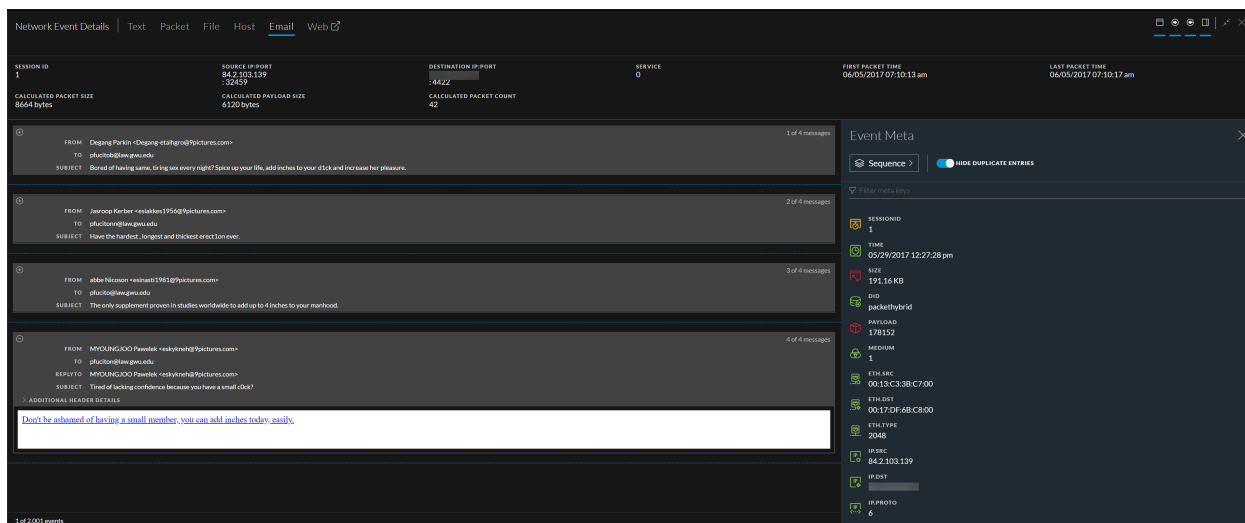 Network Event Details Text Packet File Host Email Web
SESSION ID
1
SOURCE IP:PORT
84.2.103.139
: 32459
DESTINATION IP:PORT
: 4422
SERVICE
0
FIRST PACKET TIME
06/05/2017 07:10:13 am
LAST PACKET TIME
06/05/2017 07:10:17 am
CALCULATED PACKET SIZE
8664 bytes
CALCULATED PAYLOAD SIZE
6120 bytes
CALCULATED PACKET COUNT
42
1 of 4 messages
FROM Degang Parkin <Degang-etaihgro@9pictures.com>
TO pfucitob@law.gwu.edu
SUBJECT Bored of having same, tiring sex every night? Spice up your life, add inches to your d1ck and increase her pleasure.
2 of 4 messages
FROM Jasroop Kerber <esiakkes1956@9pictures.com>
TO pfucitonn@law.gwu.edu
SUBJECT Have the hardest , longest and thickest erect1on ever.
3 of 4 messages
FROM abbe Nicoson <esinasti1981@9pictures.com>
TO pfucito@law.gwu.edu
SUBJECT The only supplement proven in studies worldwide to add up to 4 inches to your manhood.
4 of 4 messages
FROM MYOUNGJOO Pawelek <eskykneh@9pictures.com>
TO pfuciton@law.gwu.edu
REPLYTO MYOUNGJOO Pawelek <eskykneh@9pictures.com>
SUBJECT Tired of lacking confidence because you have a small c0ck?
ADDITIONAL HEADER DETAILS
Don't be ashamed of having a small member, you can add inches today, easily.
1 of 2,001 events
Event Meta
Sequence HIDE DUPLICATE ENTRIES
Filter meta keys
SESSIONID
1
TIME
05/29/2017 12:27:28 pm
SIZE
191.16 KB
DID
packethybrid
PAYLOAD
178152
MEDIUM
1
ETH.SRC
00:13:C3:3B:C7:00
ETH.DST
00:17:DF:6B:C8:00
ETH.TYPE
2048
IP.SRC
84.2.103.139
IP.DST
IP.PROTO
6